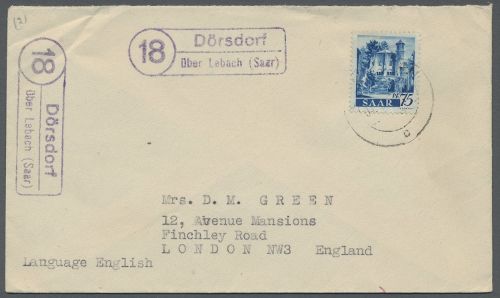 (2)
18 Dörsdorf
über Lebach (Saar)
18 Dörsdorf
über Lebach (Saar)
75
SAAR
c
Mrs. D. M. GREEN
12, Avenue Mansions
Finchley Road
LONDON NW3 England
Language English